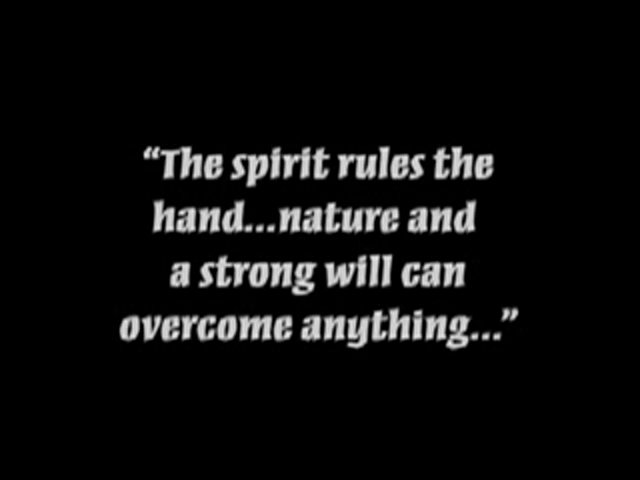 “The spirit rules the
hand...nature and
a strong will can
overcome anything...”